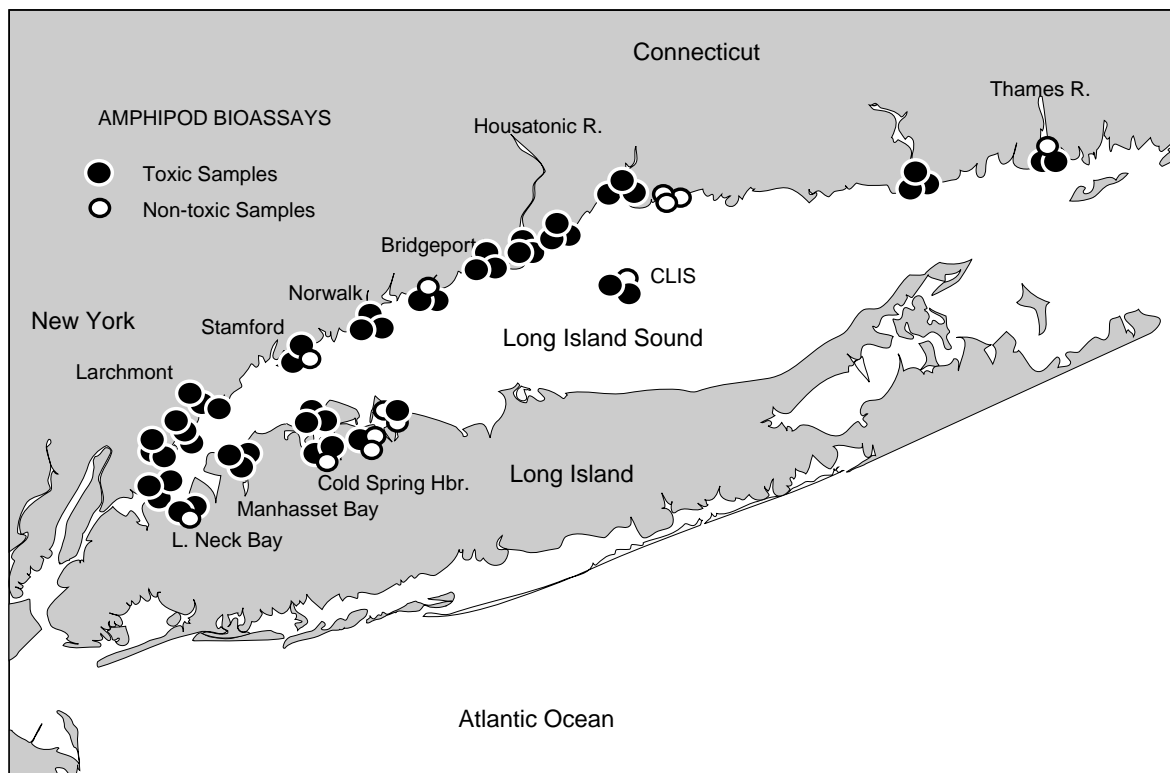 Connecticut
Thames R.
AMPHIPOD BIOASSAYS
Housatonic R.
Toxic Samples
Non-toxic Samples
Bridgeport
CLIS
Norwalk
New York
Stamford
Long Island Sound
Larchmont
Long Island
Cold Spring Hbr.
Manhasset Bay
L. Neck Bay
Atlantic Ocean